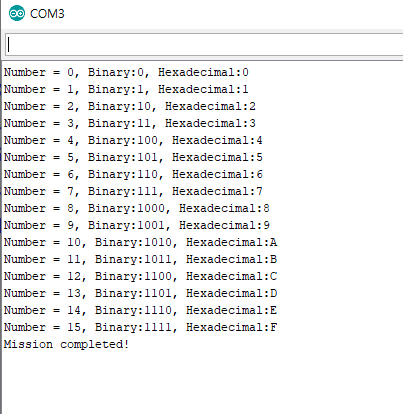 COM3
Number = 0, Binary:0, Hexadecimal:0
Number = 1, Binary:1, Hexadecimal:1
Number = 2, Binary:10, Hexadecimal:2
Number = 3, Binary:11, Hexadecimal:3
Number = 4, Binary:100, Hexadecimal:4
Number = 5, Binary:101, Hexadecimal:5
Number = 6, Binary:110, Hexadecimal:6
Number = 7, Binary:111, Hexadecimal:7
Number = 8, Binary:1000, Hexadecimal:8
Number = 9, Binary:1001, Hexadecimal:9
Number = 10, Binary:1010, Hexadecimal:A
Number = 11, Binary:1011, Hexadecimal:B
Number = 12, Binary:1100, Hexadecimal:C
Number = 13, Binary:1101, Hexadecimal:D
Number = 14, Binary:1110, Hexadecimal:E
Number = 15, Binary:1111, Hexadecimal:F
Mission completed!